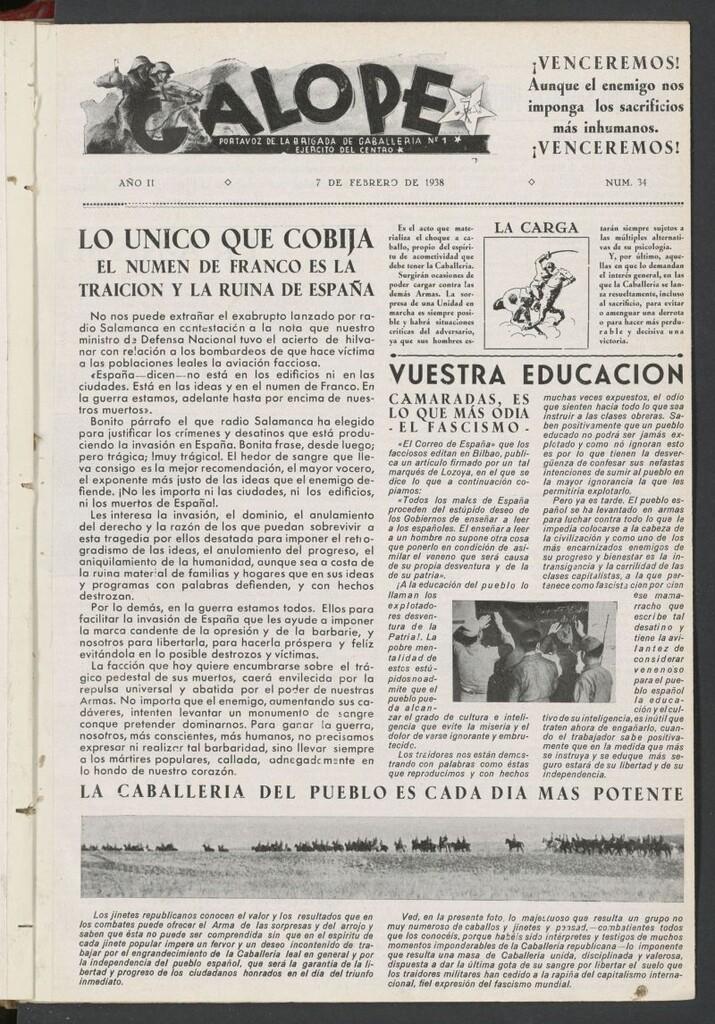 GALOPE
PORTAVOZ DE LA BRIGADA DE CABALLERIA Nº 1
EJERCITO DEL CENTRO
¡VENCEREMOS!
Aunque el enemigo nos
imponga los sacrificios
más inhumanos.
¡VENCEREMOS!
AÑO II
7 DE FEBRERO DE 1938
NUM. 34
LO UNICO QUE COBIJA
EL NUMEN DE FRANCO ES LA
TRAICION Y LA RUINA DE ESPAÑA
No nos puede extrañar el exabrupto lanzado por ra-
dio Salamanca en contestación a la nota que nuestro
ministro de Defensa Nacional tuvo el acierto de hilva-
nar con relación a los bombardeos de que hace víctima
a las poblaciones leales la aviación facciosa.
«España—dicen—no está en los edificios ni en las
ciudades. Está en las ideas y en el numen de Franco. En
la guerra estamos, adelante hasta por encima de nues-
tros muertos».
Bonito párrafo el que radio Salamanca ha elegido
para justificar los crímenes y desatinos que está produ-
ciendo la invasión en España. Bonita frase, desde luego;
pero trágica; ¡muy trágica!. El hedor de sangre que lle-
va consigo es la mejor recomendación, el mayor vocero,
el exponente más justo de las ideas que el enemigo de-
fiende. ¡No les importa ni las ciudades, ni los edificios,
ni los muertos de España!.
Les interesa la invasión, el dominio, el anulamiento
del derecho y la razón de los que puedan sobrevivir a
esta tragedia por ellos desatada para imponer el retro-
gradismo de las ideas, el anulomiento del progreso, el
aniquilamiento de la humanidad, aunque sea a costa de
la ruina material de familias y hogares que en sus ideas
y programas con palabras defienden, y con hechos
destrozan.
Por lo demás, en la guerra estamos todos. Ellos para
facilitar la invasión de España que les ayude a imponer
la marca candente de la opresión y de la barbarie, y
nosotros para libertarla, para hacerla próspera y feliz
evitándola en lo posible destrozos y víctimas.
La facción que hoy quiere encumbrarse sobre el trá-
gico pedestal de sus muertos, caerá envilecida por la
repulsa universal y abatida por el poder de nuestras
Armas. No importa que el enemigo, aumentando sus ca-
dáveres, intenten levantar un monumento de sangre
conque pretender dominarnos. Para ganar la guerra,
nosotros, más conscientes, más humanos, no precisamos
expresar ni realizar tal barbaridad, sino llevar siempre
a los mártires populares, callada, adnegadamente en
lo hondo de nuestro corazón.
Es el acto que mate-
rializa el choque a ca-
ballo, propio del espíri-
tu de acometividad que
debe tener la Caballería.
Surgirán ocasiones de
poder cargar contra las
demás Armas. La sor-
presa de una Unidad en
marcha es siempre posi-
ble y habrá situaciones
críticas del adversario,
ya que sus hombres es-
LA CARGA
tarán siempre sujetos a
las múltiples alternati-
vas de su psicología.
Y, por último, aque-
llas en que lo demandan
el interés general, en las
que la Caballería se lan-
za resueltamente, incluso
al sacrificio, para evitar
o amenguar una derrota
o para hacer más perdu-
rable y decisiva una
victoria.
VUESTRA EDUCACION
CAMARADAS, ES
LO QUE MÁS ODIA
- EL FASCISMO -
«El Correo de España» que los
facciosos editan en Bilbao, publi-
ca un artículo firmado por un tal
marqués de Lozoya, en el que se
dice lo que a continuación co-
piamos:
«Todos los males de España
proceden del estúpido deseo de
los Gobiernos de enseñar a leer
a los españoles. El enseñar a leer
a un hombre no supone otra cosa
que ponerlo en condición de asi-
milar el veneno que será causa
de su propia desventura y de la
de su patria».
¡A la educación del pueblo lo
llaman los
explotado-
res desven-
tura de la
Patria!. La
pobre men-
talidad de
estos estú-
pidos no ad-
mite que el
pueblo pue-
da alcan-
zar el grado de cultura e inteli-
gencia que evite la miseria y el
dolor de verse ignorante y embru-
tecido.
Los traidores nos están demos-
trando con palabras como éstas
que reproducimos y con hechos
muchas veces expuestos, el odio
que sienten hacia todo lo que sea
instruir a las clases obreras. Sa-
ben positivamente que un pueblo
educado no podrá ser jamás ex-
plotado y como nó ignoran esto
es por lo que tienen la desver-
güenza de confesar sus nefastas
intenciones de sumir al pueblo en
la mayor ignorancia la que les
permitiría explotarlo.
Pero ya es tarde. El pueblo es-
pañol se ha levantado en armas
para luchar contra todo lo que le
impedía colocarse a la cabeza de
la civilización y como uno de los
más encarnizados enemigos de
su progreso y bienestar es la in-
transigencia y la cerrilidad de las
clases capitalistas, a la que per-
tenece como fascista cien por cien
ese mama-
rracho que
escribe tal
desatino y
tiene la avi-
lantez de
considerar
venenoso
para el pue-
blo español
la educa-
ción y el cul-
tivo de su inteligencia, es inútil que
traten ahora de engañarlo, cuan-
do el trabajador sabe positiva-
mente que en la medida que más
se instruya y se eduque más se-
guro estará de su libertad y de su
independencia.
LA CABALLERIA DEL PUEBLO ES CADA DIA MAS POTENTE
Los jinetes republicanos conocen el valor y los resultados que en
los combates puede ofrecer el Arma de las sorpresas y del arrojo y
saben que ésta no puede ser comprendida sin que en el espíritu de
cada jinete popular impere un fervor y un deseo incontenido de tra-
bajar por el engrandecimiento de la Caballería leal en general y por
la independencia del pueblo español, que será la garantía de la li-
bertad y progreso de los ciudadanos honrados en el día del triunfo
inmediato.
Ved, en la presente foto, lo majestuoso que resulta un grupo no
muy numeroso de caballos y jinetes y pensad,—combatientes todos
que los conocéis, porque habéis sido intérpretes y testigos de muchos
momentos imponderables de la Caballería republicana—lo imponente
que resulta una masa de Caballería unida, disciplinada y valerosa,
dispuesta a dar la última gota de su sangre por libertar el suelo que
los traidores militares han cedido a la rapiña del capitalismo interna-
cional, fiel expresión del fascismo mundial.